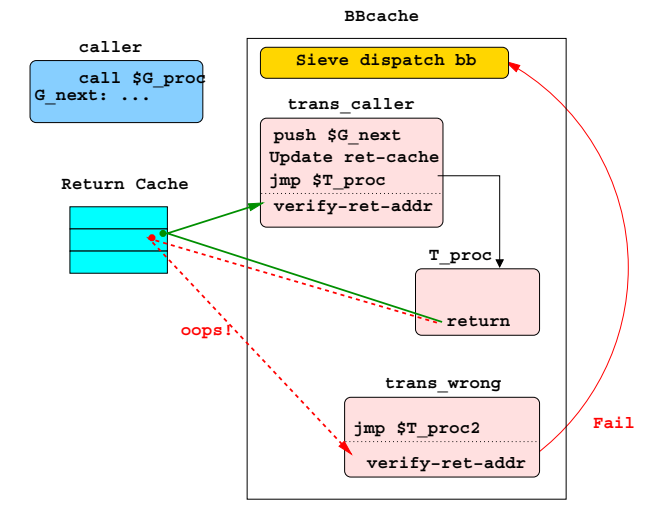 BBcache
caller
Sieve dispatch bb
call $G_proc
G_next: ...
trans_caller
push $G_next
Update ret-cache
jmp $T_proc
Return Cache
verify-ret-addr
T_proc
return
oops!
trans_wrong
Fail
jmp $T_proc2
verify-ret-addr